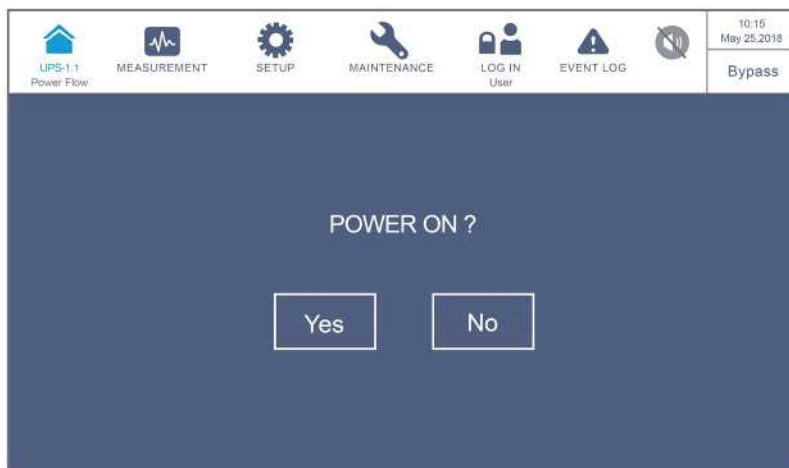 UPS-1.1
Power Flow
MEASUREMENT
SETUP
MAINTENANCE
LOG IN
User
EVENT LOG
10:15
May 25,2018
Bypass
POWER ON ?
Yes
No